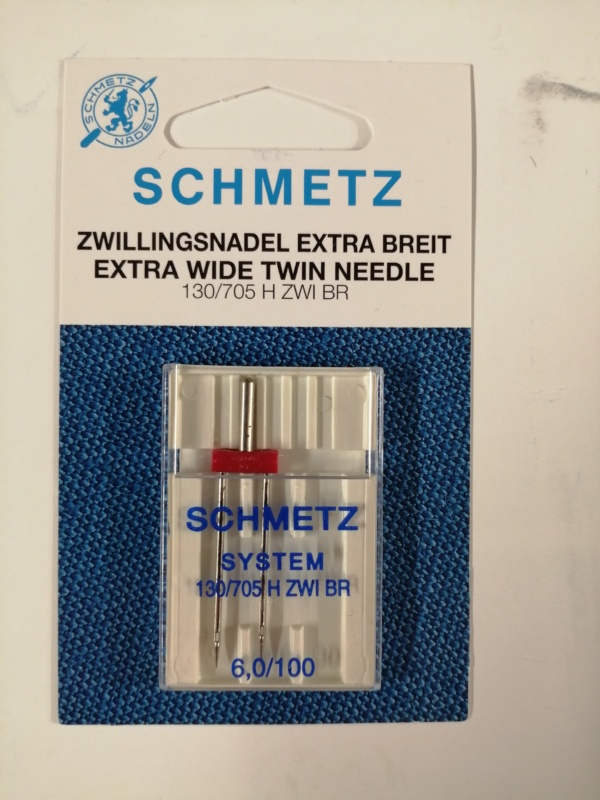 SCHMETZ
NADELN
SCHMETZ
ZWILLINGSNADEL EXTRA BREIT
EXTRA WIDE TWIN NEEDLE
130/705 H ZWI BR
SCHMETZ
SYSTEM
130/705 H ZWI BR
6,0/100